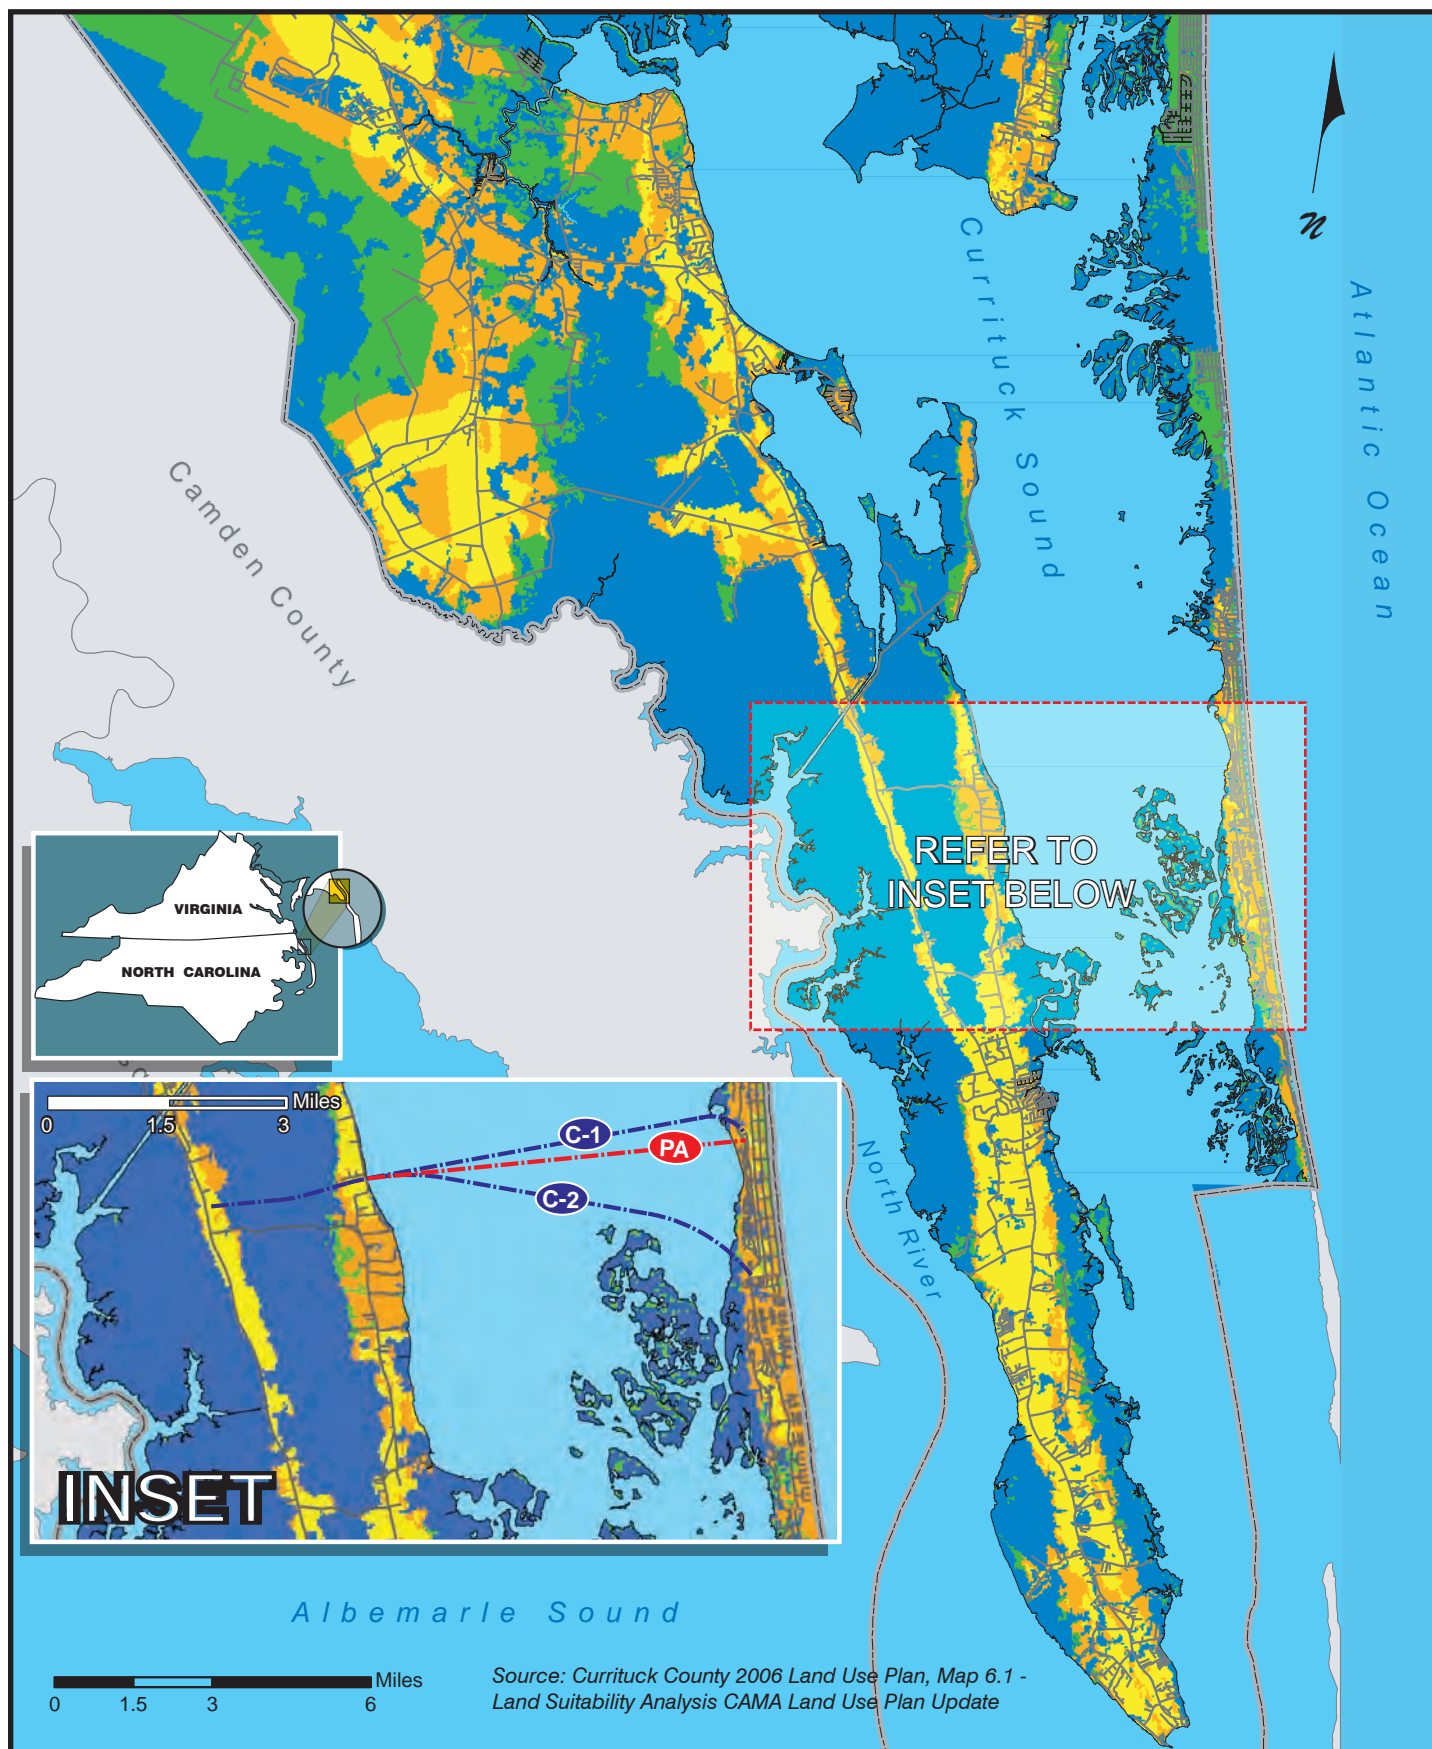 N
Currituck Sound
Atlantic Ocean
Camden County
REFER TO
INSET BELOW
VIRGINIA
NORTH CAROLINA
Miles
0 1.5 3
C-1
PA
C-2
North River
INSET
Albemarle Sound
Miles
0 1.5 3 6
Source: Currituck County 2006 Land Use Plan, Map 6.1 -
Land Suitability Analysis CAMA Land Use Plan Update